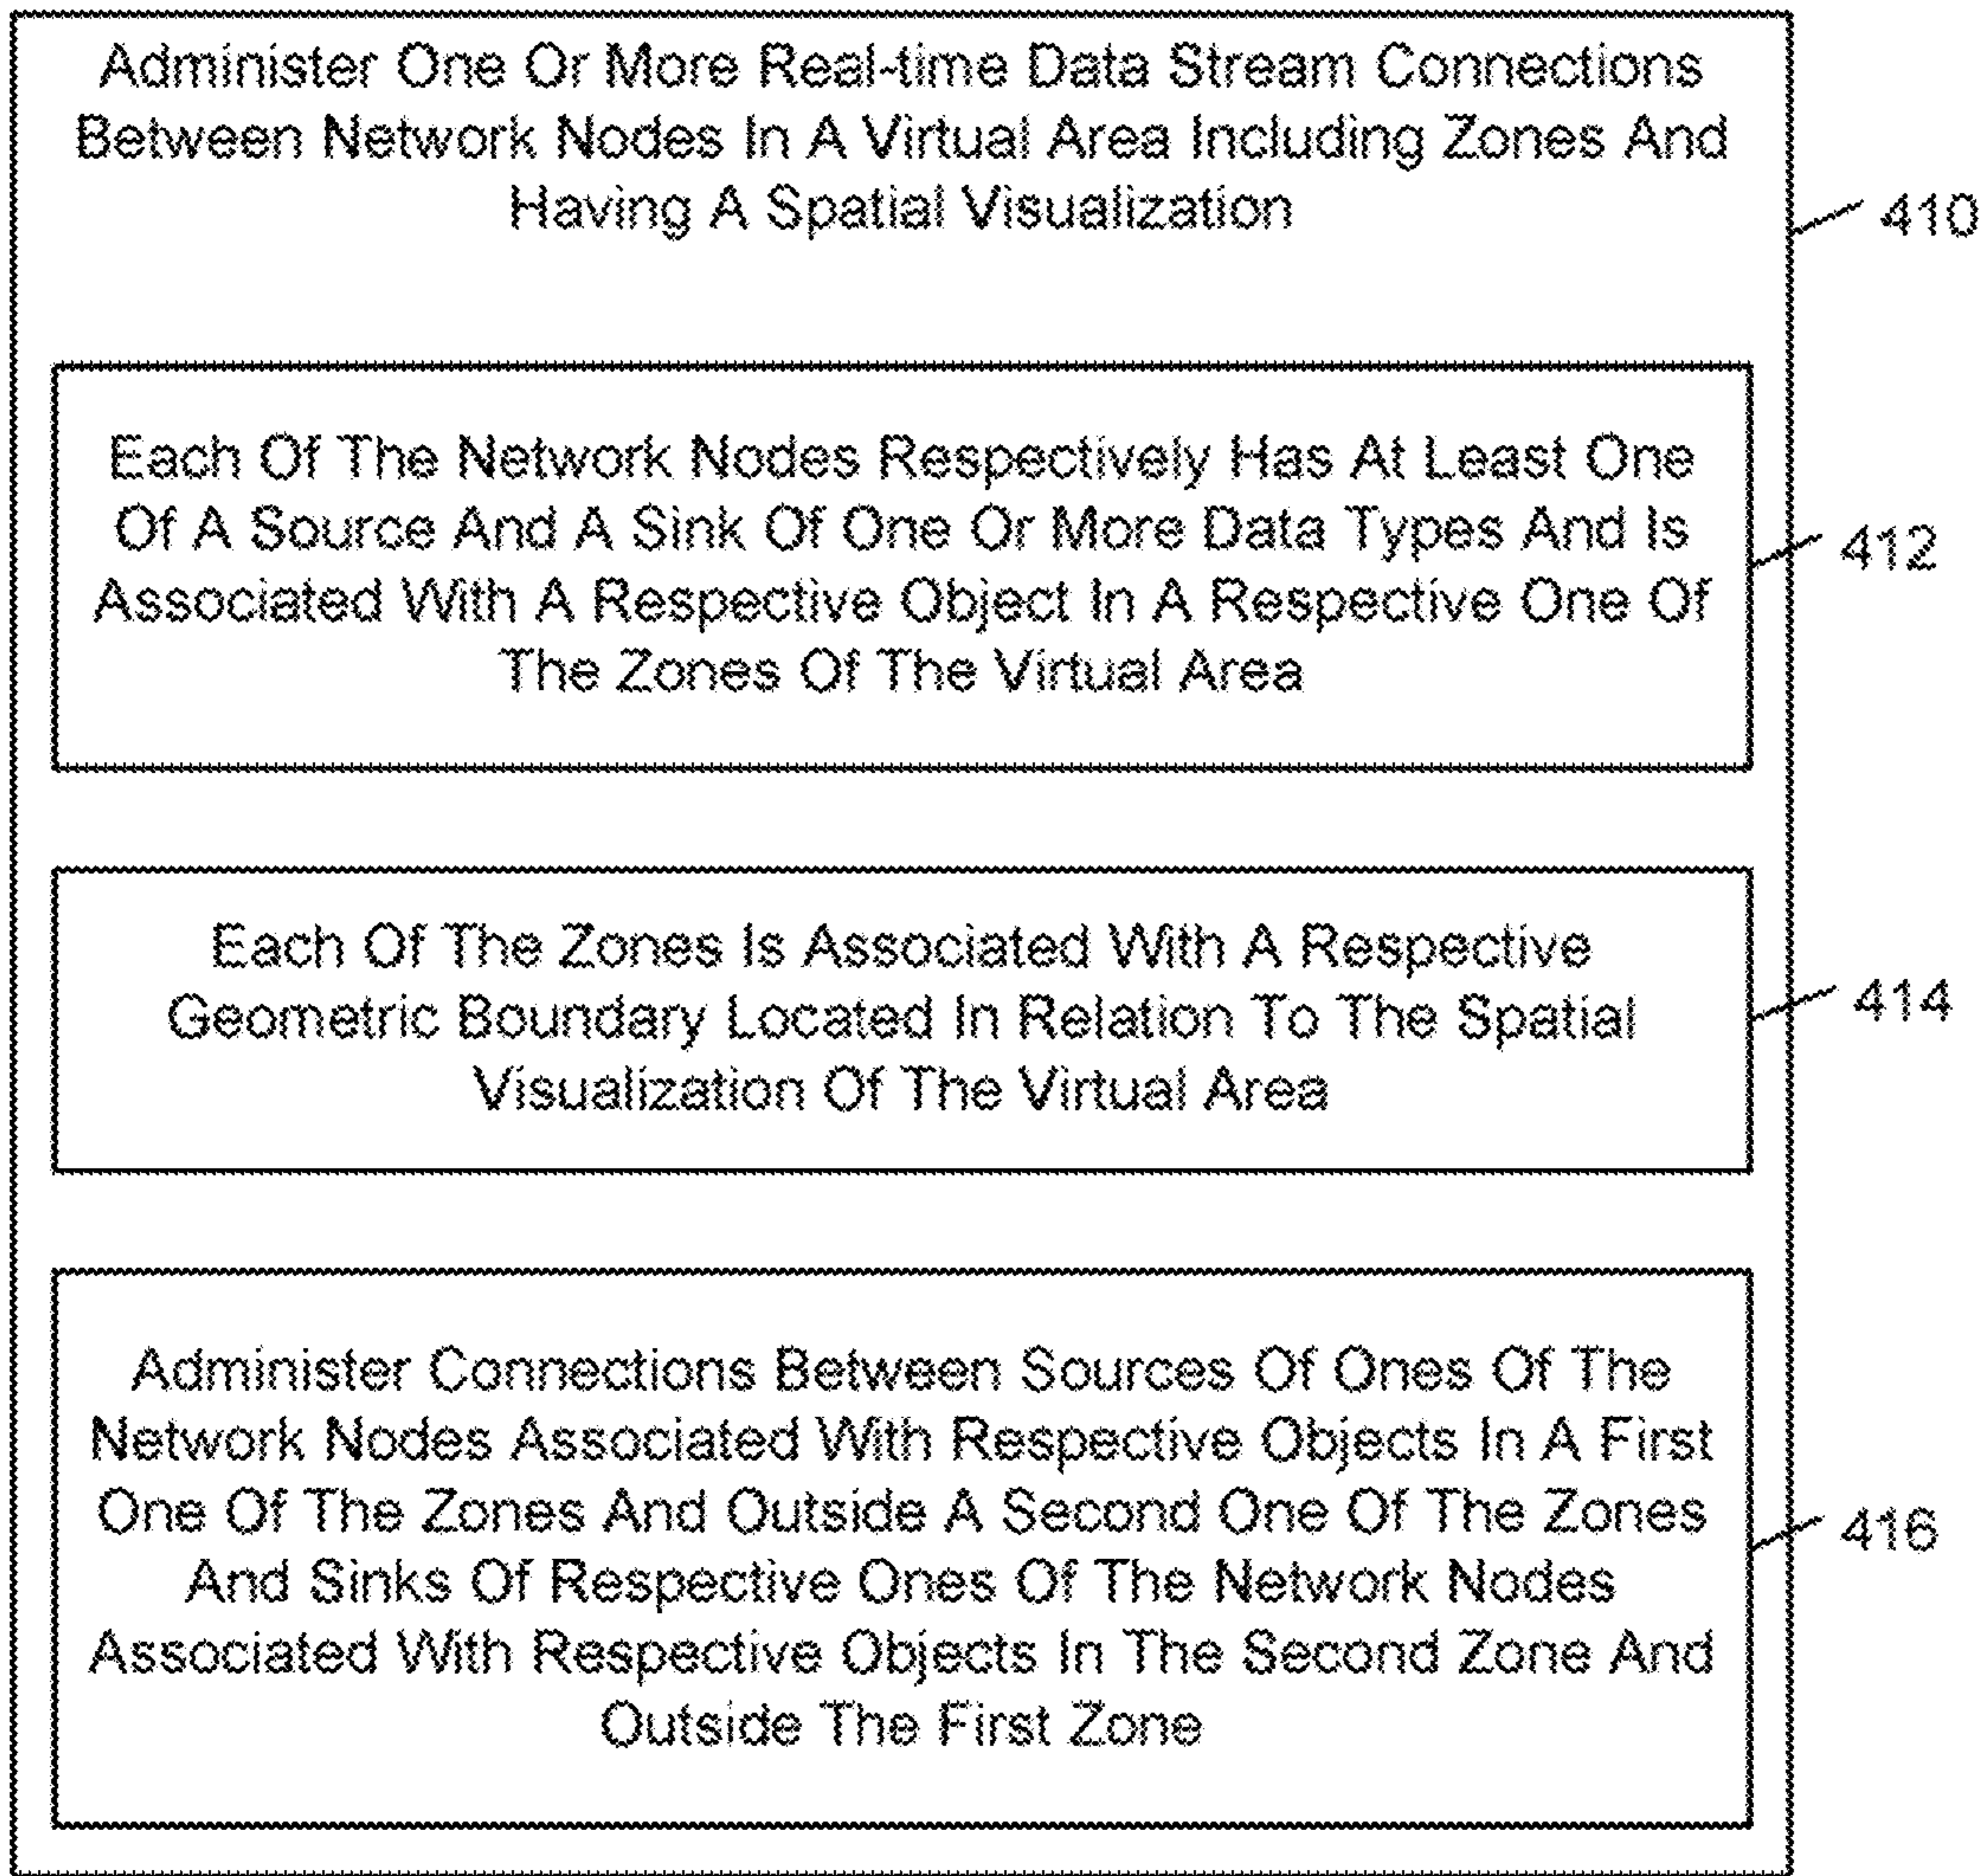 Administer One Or More Real-time Data Stream Connections
Between Network Nodes In A Virtual Area Including Zones And
Having A Spatial Visualization
410
Each Of The Network Nodes Respectively Has At Least One
Of A Source And A Sink Of One Or More Data Types And Is
Associated With A Respective Object In A Respective One Of
The Zones Of The Virtual Area
412
Each Of The Zones Is Associated With A Respective
Geometric Boundary Located In Relation To The Spatial
Visualization Of The Virtual Area
414
Administer Connections Between Sources Of Ones Of The
Network Nodes Associated With Respective Objects In A First
One Of The Zones And Outside A Second One Of The Zones
And Sinks Of Respective Ones Of The Network Nodes
Associated With Respective Objects In The Second Zone And
Outside The First Zone
416